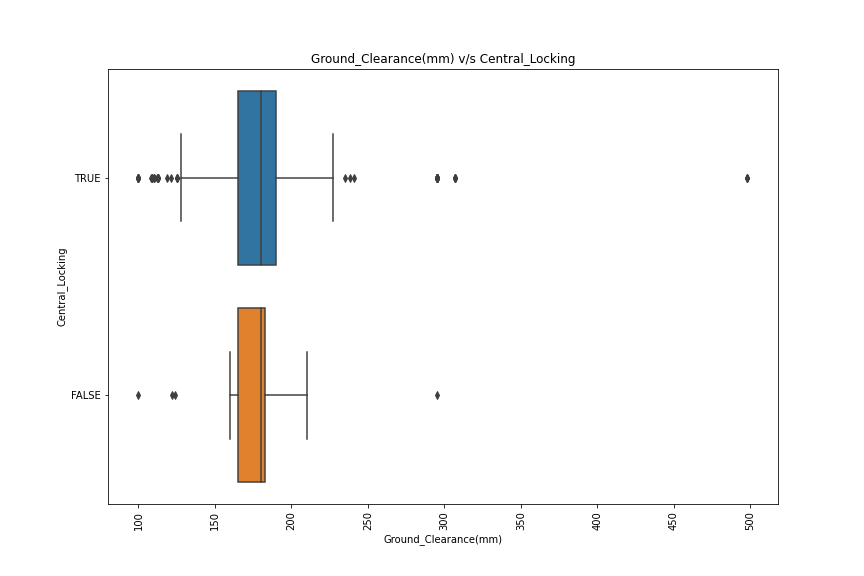 Ground_Clearance(mm) v/s Central_Locking
Central_Locking
TRUE
FALSE
100
150
200
250
300
350
400
450
500
Ground_Clearance(mm)